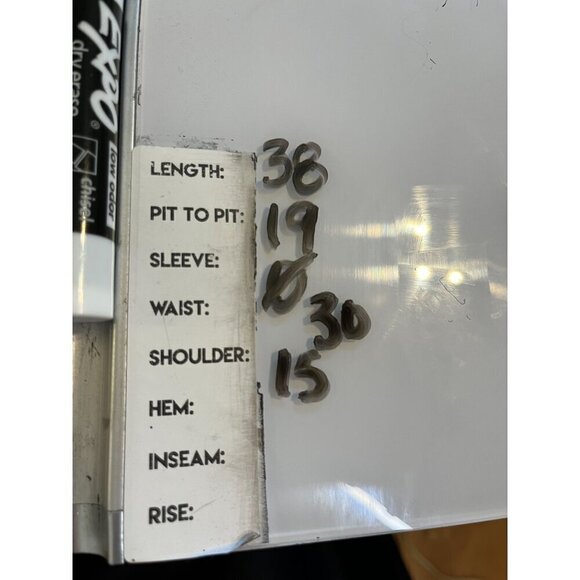 EXPO
dry erase
low odor
chisel
LENGTH: 38
PIT TO PIT: 19
SLEEVE:
WAIST: 30
SHOULDER: 15
HEM:
INSEAM:
RISE: